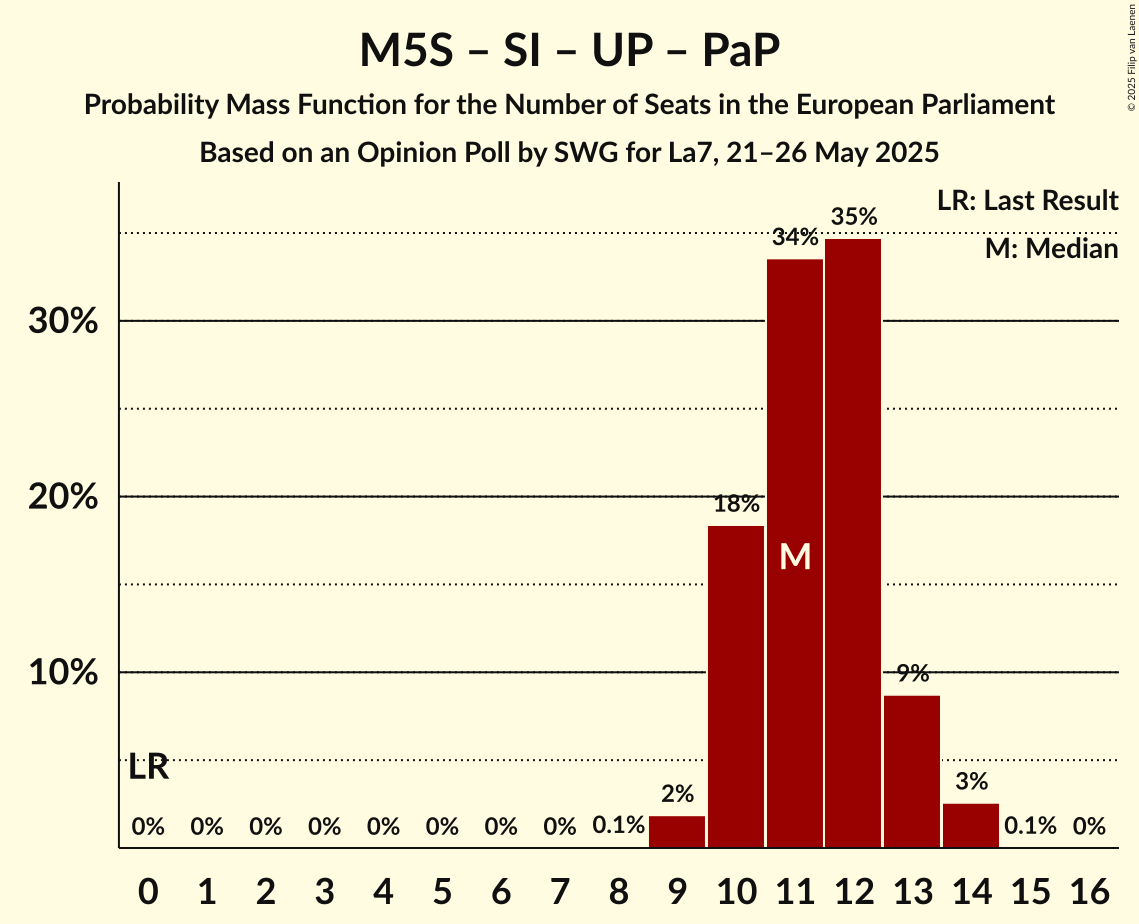 M5S – SI – UP – PaP
Probability Mass Function for the Number of Seats in the European Parliament
Based on an Opinion Poll by SWG for La7, 21–26 May 2025
© 2025 Filip van Laenen
LR: Last Result
M: Median
30%
20%
10%
LR
M
0% 0% 0% 0% 0% 0% 0% 0% 0.1% 2% 18% 34% 35% 9% 3% 0.1% 0%
0 1 2 3 4 5 6 7 8 9 10 11 12 13 14 15 16